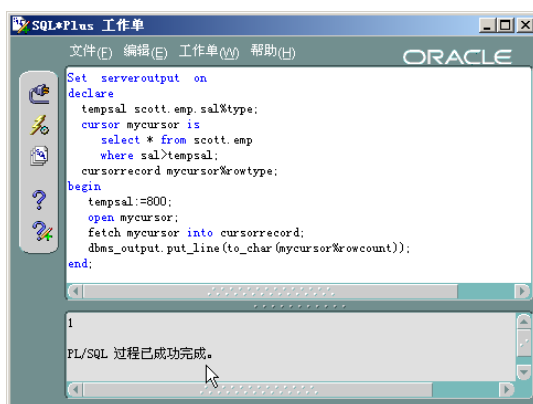 SQL*Plus 工作单
文件(F) 编辑(E) 工作单(W) 帮助(H)
ORACLE
Set serveroutput on
declare
tempsal scott.emp.sal%type;
cursor mycursor is
select * from scott.emp
where sal>tempsal;
cursorrecord mycursor%rowtype;
begin
tempsal:=800;
open mycursor;
fetch mycursor into cursorrecord;
dbms_output.put_line(to_char(mycursor%rowcount));
end;
1
PL/SQL 过程已成功完成。